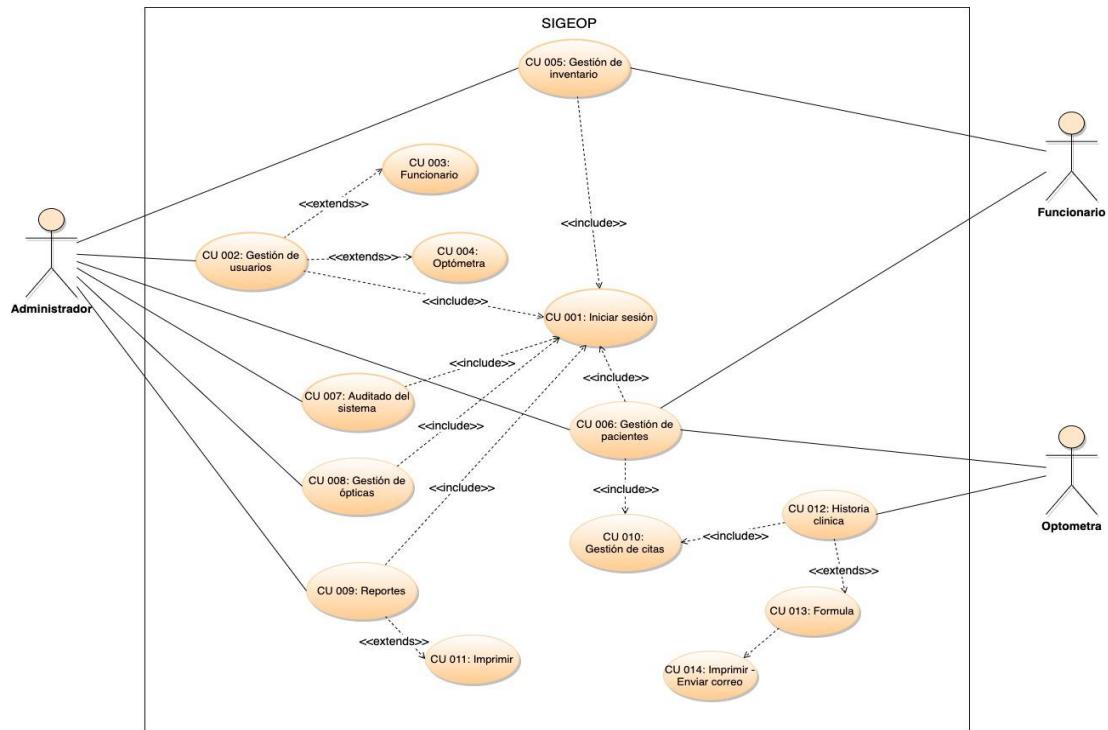 SIGEOP
CU 005: Gestión de
inventario
CU 003:
Funcionario
<<extends>>
<<include>>
Funcionario
CU 002: Gestión de
usuarios
<<extends>>
CU 004:
Optómetra
Administrador
<<include>>
CU 001: Iniciar sesión
<<include>>
<<include>>
CU 007: Auditado del
sistema
<<include>>
CU 006: Gestión de
pacientes
CU 008: Gestión de
ópticas
<<include>>
<<include>>
CU 012: Historia
clinica
Optometra
CU 010:
Gestión de citas
<<include>>
<<extends>>
CU 009: Reportes
CU 013: Formula
<<extends>>
CU 011: Imprimir
CU 014: Imprimir -
Enviar correo